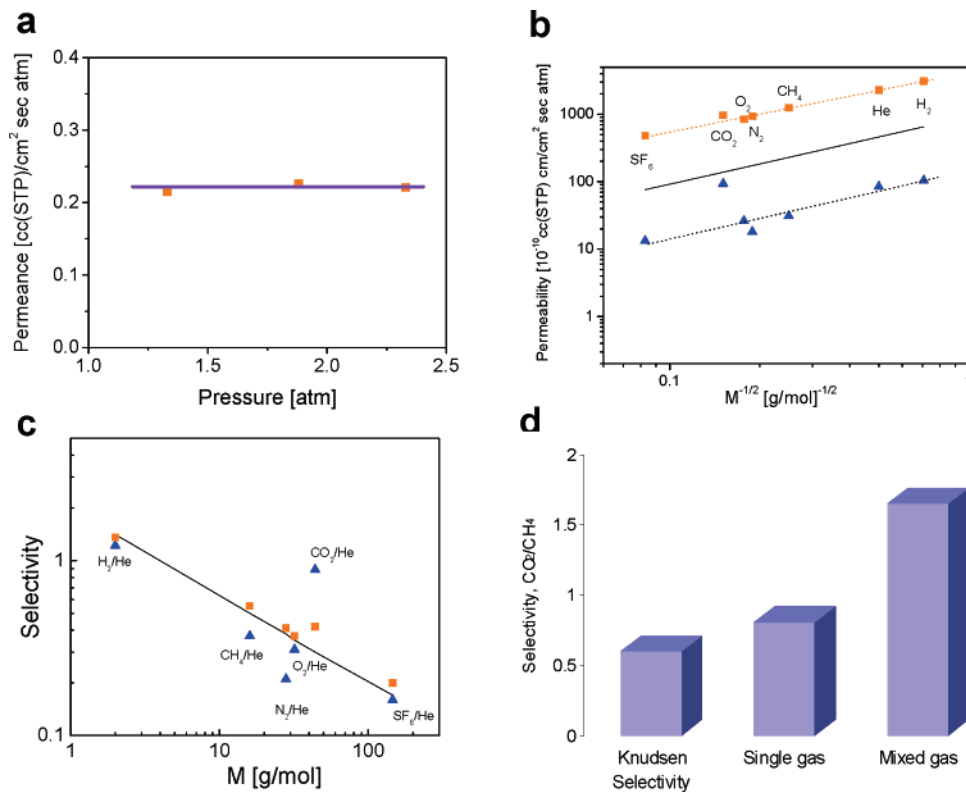 a
Permeance [cc(STP)/cm² sec atm]
0.4
0.3
0.2
0.1
0.0
1.0 1.5 2.0 2.5
Pressure [atm]
b
Permeability [10⁻¹⁰cc(STP) cm/cm² sec atm]
1000
100
10
1
SF₆
CO₂
O₂
N₂
CH₄
He
H₂
0.1
M⁻¹/² [g/mol]⁻¹/²
c
Selectivity
1
0.1
H₂/He
CH₄/He
N₂/He
O₂/He
CO₂/He
SF₆/He
1 10 100
M [g/mol]
d
Selectivity, CO₂/CH₄
2
1.5
1
0.5
0
Knudsen
Selectivity
Single gas
Mixed gas